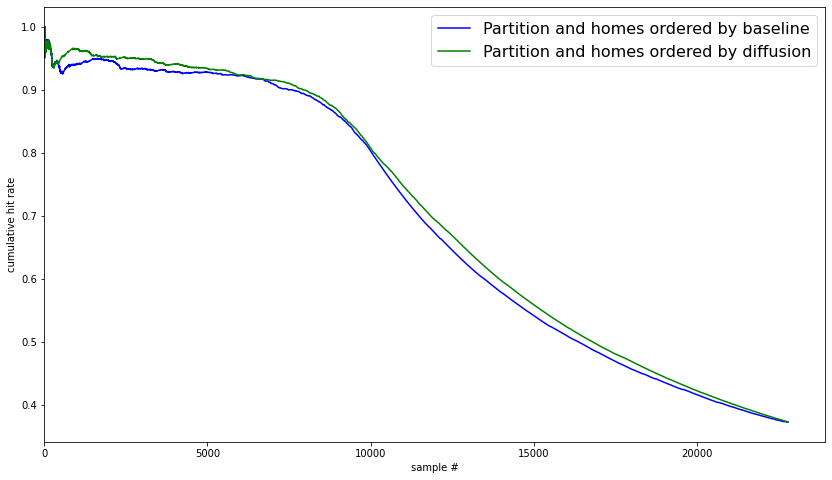 1.0
0.9
0.8
0.7
0.6
0.5
0.4
cumulative hit rate
Partition and homes ordered by baseline
Partition and homes ordered by diffusion
0 5000 10000 15000 20000
sample #